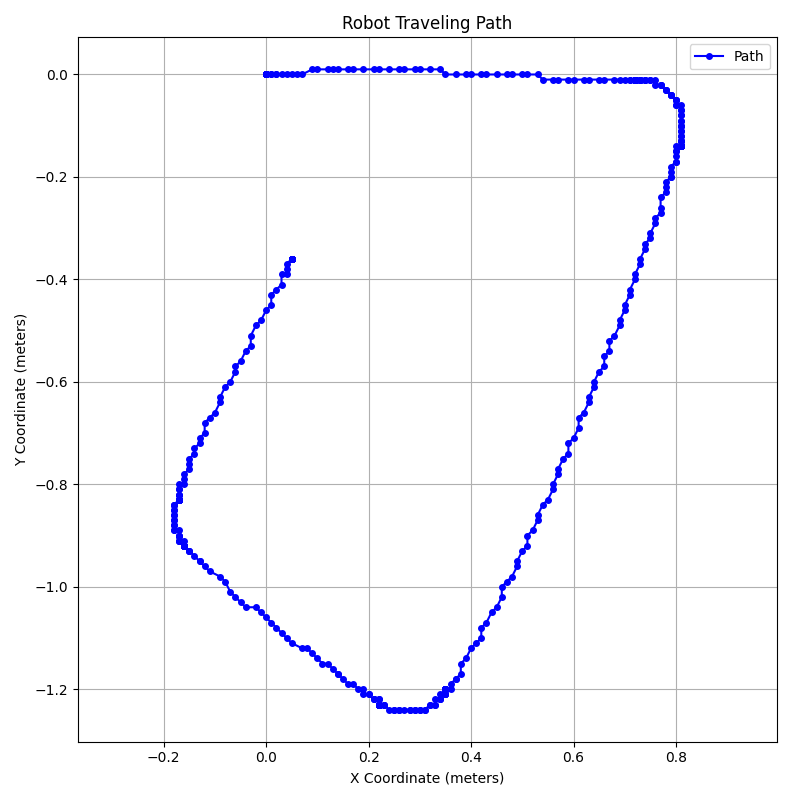 Robot Traveling Path
Path
Y Coordinate (meters)
0.0
−0.2
−0.4
−0.6
−0.8
−1.0
−1.2
−0.2 0.0 0.2 0.4 0.6 0.8
X Coordinate (meters)